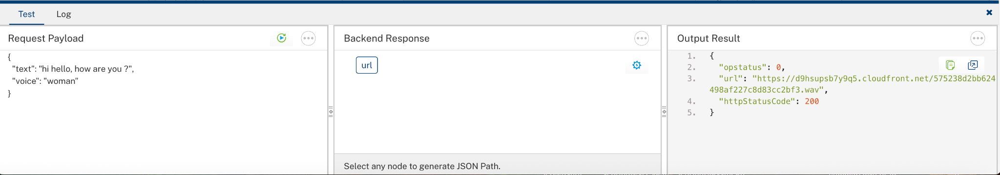 Test Log
Request Payload
{
"text": "hi hello, how are you ?",
"voice": "woman"
}
Backend Response
url
Select any node to generate JSON Path.
Output Result
1. {
2. "opstatus": 0,
3. "url": "https://d9hsupsb7y9q5.cloudfront.net/575238d2bb624
498af227c8d83cc2bf3.wav",
4. "httpStatusCode": 200
5. }